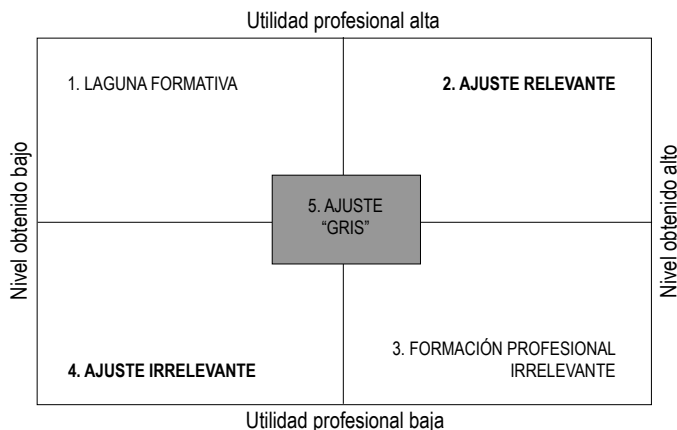 Utilidad profesional alta
1. LAGUNA FORMATIVA
2. AJUSTE RELEVANTE
Nivel obtenido bajo
5. AJUSTE
“GRIS”
Nivel obtenido alto
4. AJUSTE IRRELEVANTE
3. FORMACIÓN PROFESIONAL
IRRELEVANTE
Utilidad profesional baja